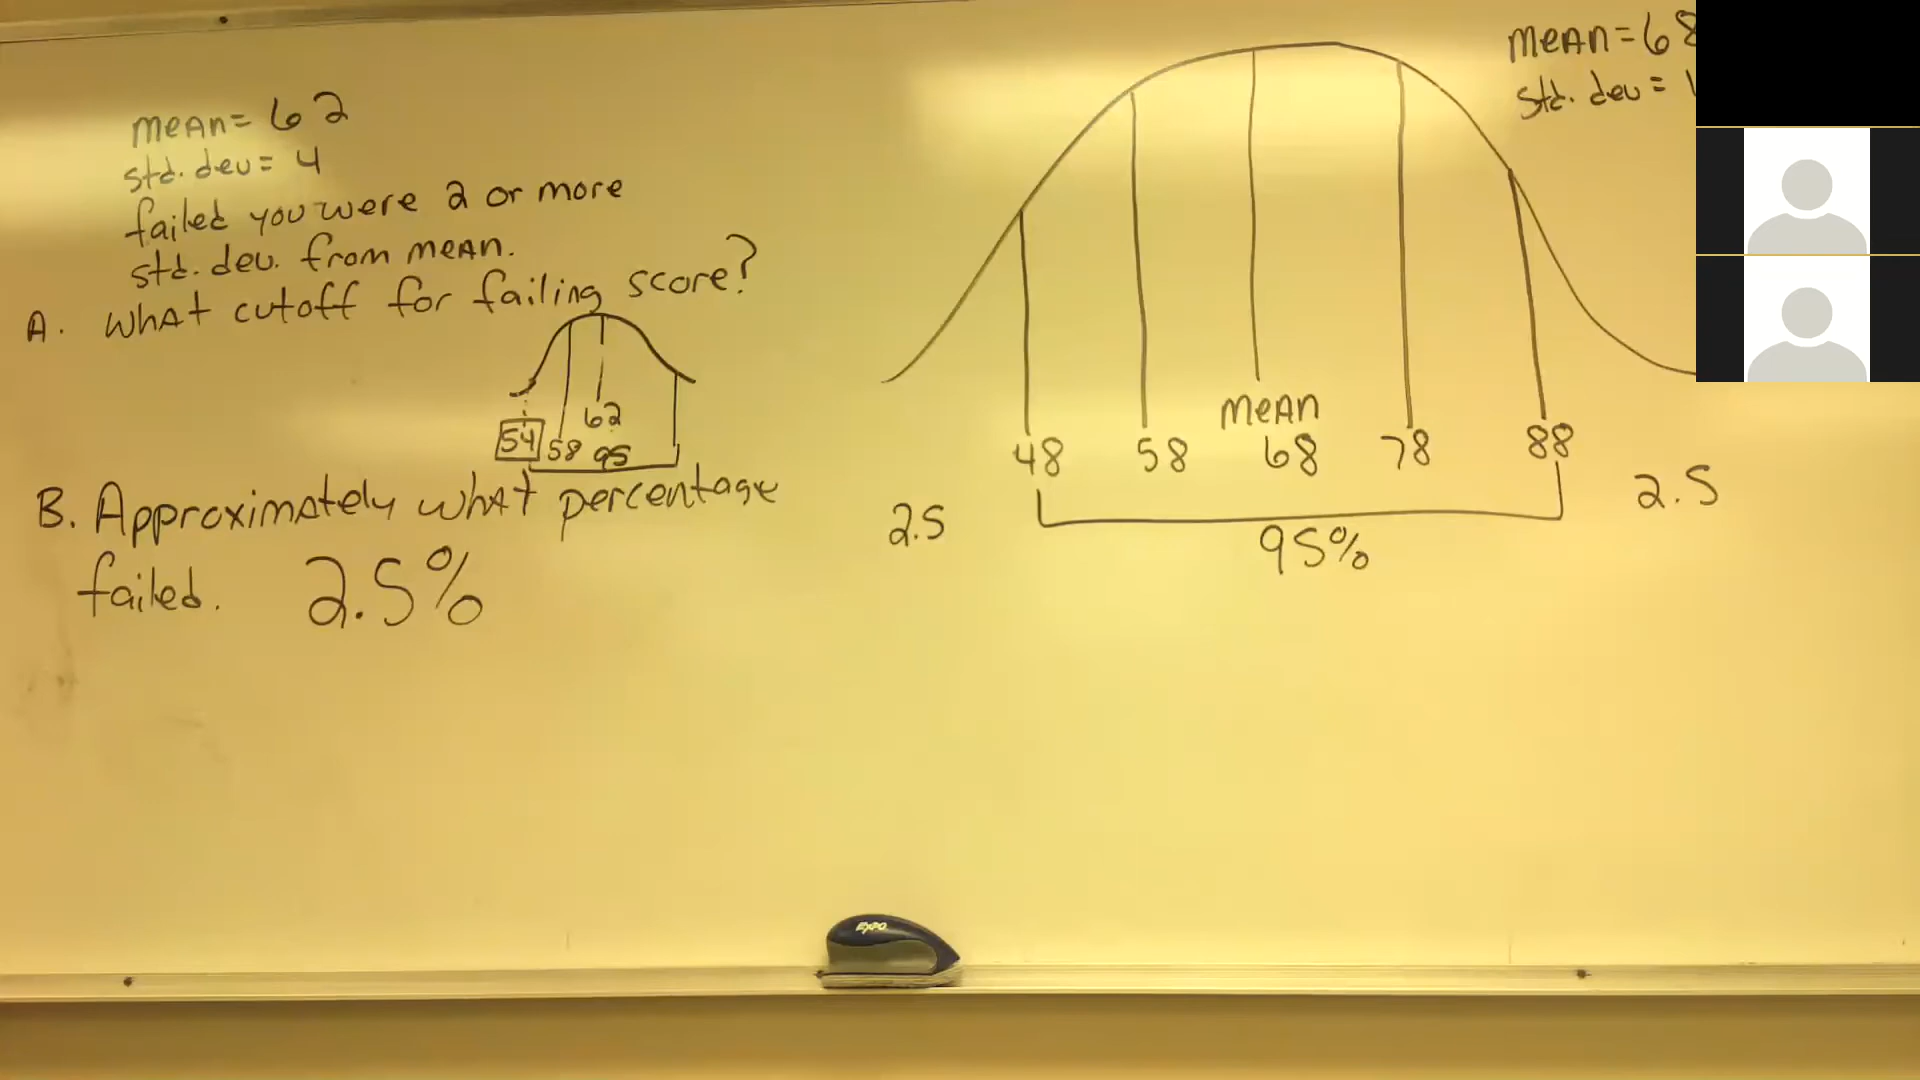 mean = 62
std. dev = 4
failed you were 2 or more
std. dev. from mean.
A. What cutoff for failing score?
62
54 58 95
B. Approximately what percentage
failed. 2.5%
mean = 68
std. dev =
mean
48 58 68 78 88
2.5 95% 2.5
EXPO